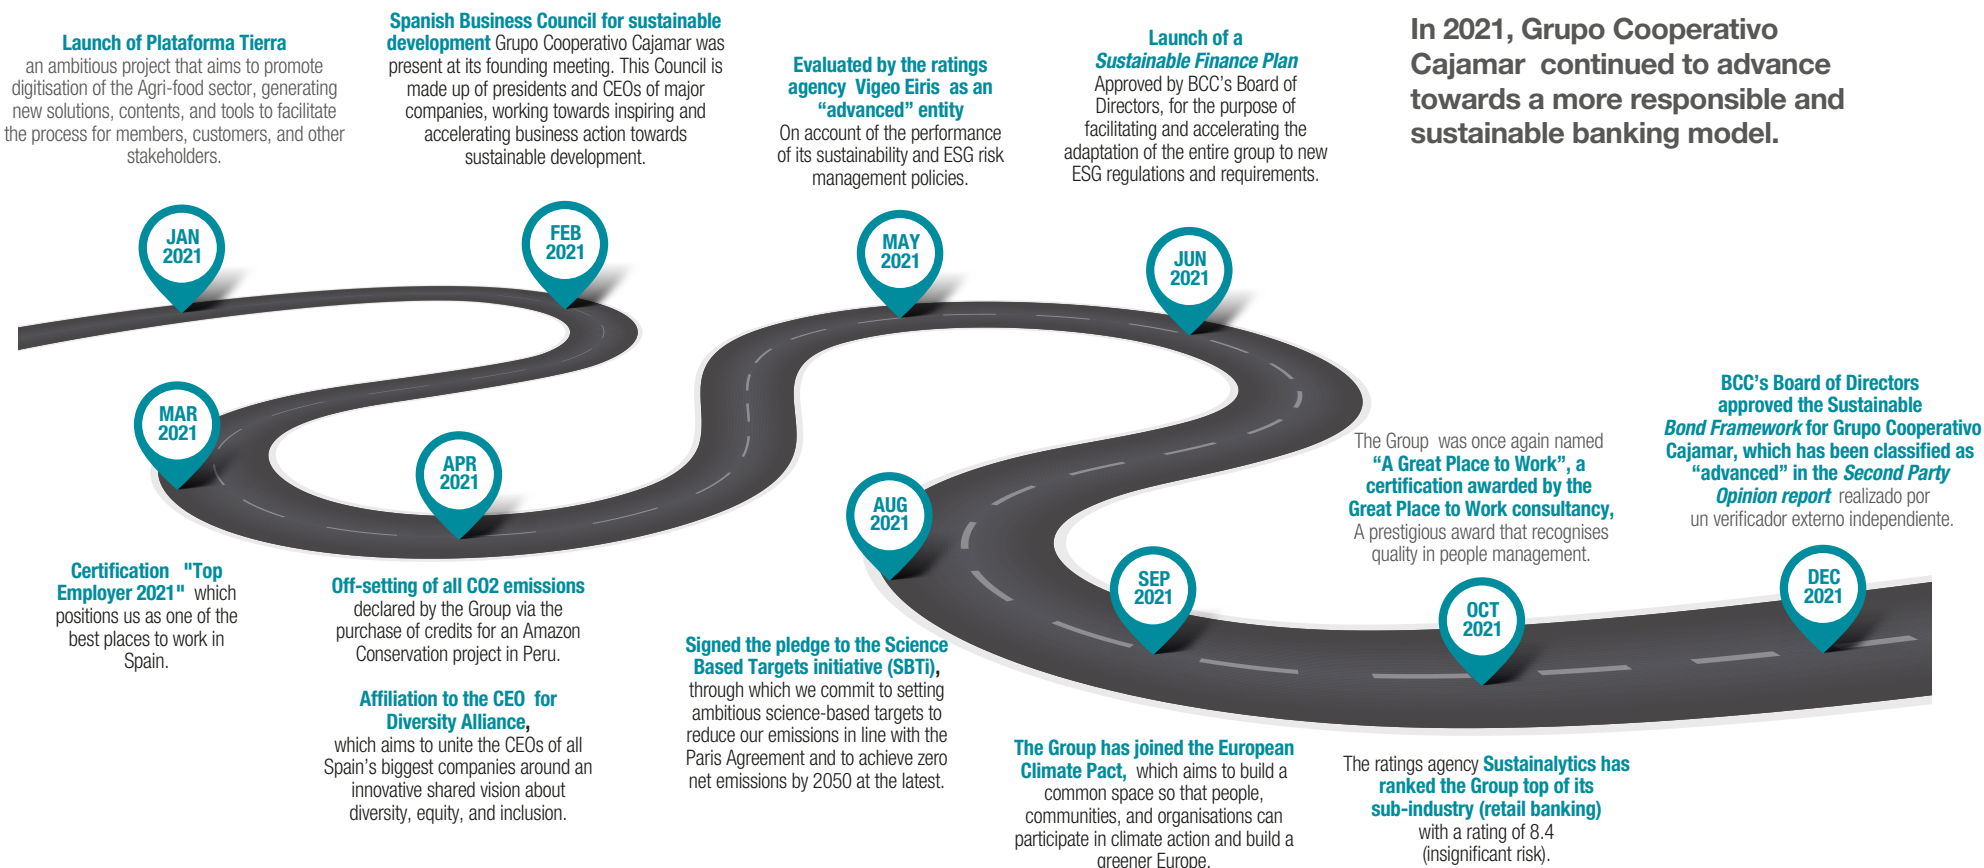 Launch of Plataforma Tierra
an ambitious project that aims to promote
digitisation of the Agri-food sector, generating
new solutions, contents, and tools to facilitate
the process for members, customers, and other
stakeholders.
Spanish Business Council for sustainable
development Grupo Cooperativo Cajamar was
present at its founding meeting. This Council is
made up of presidents and CEOs of major
companies, working towards inspiring and
accelerating business action towards
sustainable development.
Evaluated by the ratings
agency Vigeo Eiris as an
“advanced” entity
On account of the performance
of its sustainability and ESG risk
management policies.
Launch of a
Sustainable Finance Plan
Approved by BCC's Board of
Directors, for the purpose of
facilitating and accelerating the
adaptation of the entire group to new
ESG regulations and requirements.
In 2021, Grupo Cooperativo
Cajamar continued to advance
towards a more responsible and
sustainable banking model.
JAN
2021
FEB
2021
MAY
2021
JUN
2021
MAR
2021
APR
2021
AUG
2021
SEP
2021
OCT
2021
DEC
2021
Certification "Top
Employer 2021" which
positions us as one of the
best places to work in
Spain.
Off-setting of all CO2 emissions
declared by the Group via the
purchase of credits for an Amazon
Conservation project in Peru.
Affiliation to the CEO for
Diversity Alliance,
which aims to unite the CEOs of all
Spain's biggest companies around an
innovative shared vision about
diversity, equity, and inclusion.
Signed the pledge to the Science
Based Targets initiative (SBTi),
through which we commit to setting
ambitious science-based targets to
reduce our emissions in line with the
Paris Agreement and to achieve zero
net emissions by 2050 at the latest.
The Group has joined the European
Climate Pact, which aims to build a
common space so that people,
communities, and organisations can
participate in climate action and build a
greener Europe.
The Group was once again named
“A Great Place to Work”, a
certification awarded by the
Great Place to Work consultancy,
A prestigious award that recognises
quality in people management.
The ratings agency Sustainalytics has
ranked the Group top of its
sub-industry (retail banking)
with a rating of 8.4
(insignificant risk).
BCC's Board of Directors
approved the Sustainable
Bond Framework for Grupo Cooperativo
Cajamar, which has been classified as
“advanced” in the Second Party
Opinion report realizado por
un verificador externo independiente.